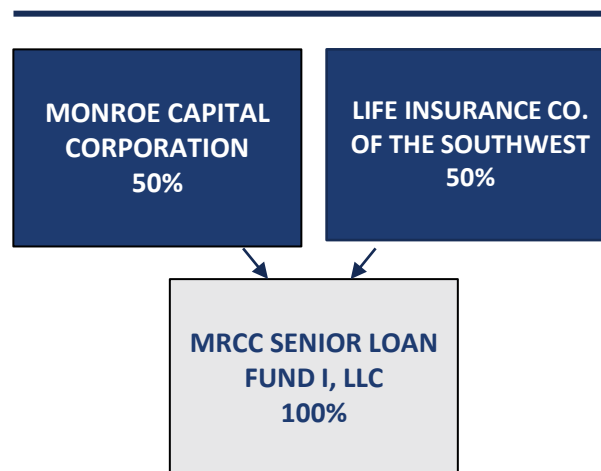 MONROE CAPITAL
CORPORATION
50%
LIFE INSURANCE CO.
OF THE SOUTHWEST
50%
MRCC SENIOR LOAN
FUND I, LLC
100%